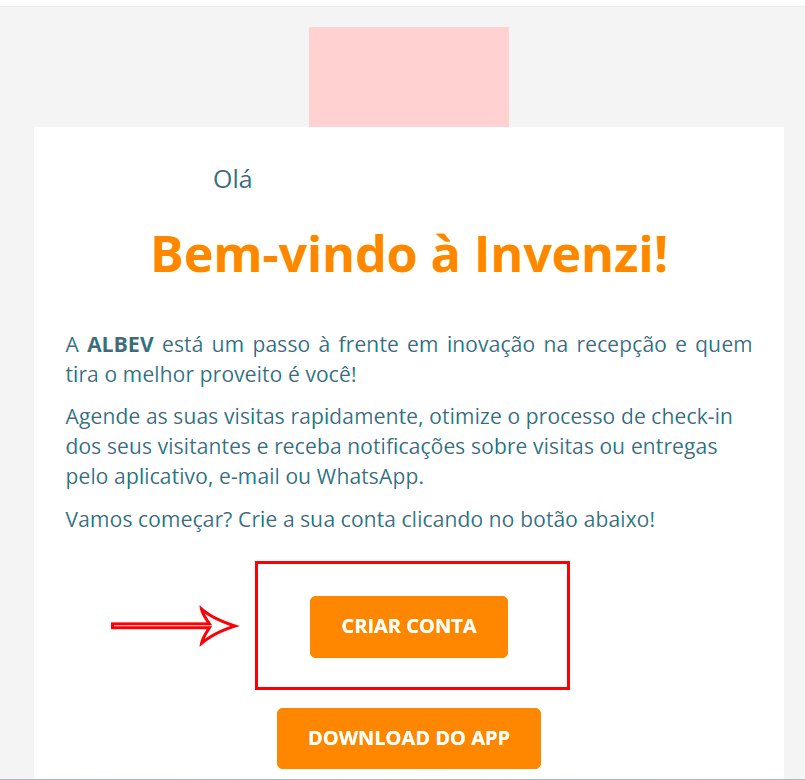 Olá
Bem-vindo à Invenzi!
A ALBEV está um passo à frente em inovação na recepção e quem
tira o melhor proveito é você!
Agende as suas visitas rapidamente, otimize o processo de check-in
dos seus visitantes e receba notificações sobre visitas ou entregas
pelo aplicativo, e-mail ou WhatsApp.
Vamos começar? Crie a sua conta clicando no botão abaixo!
CRIAR CONTA
DOWNLOAD DO APP